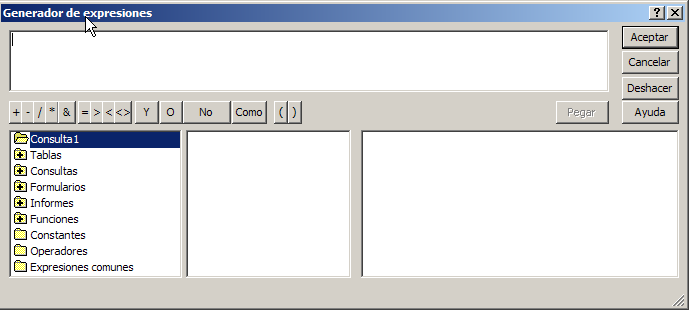 Generador de expresiones
Aceptar
Cancelar
Deshacer
+ - / * & = > < <> Y O No Como ( ) Pegar Ayuda
Consulta1
Tablas
Consultas
Formularios
Informes
Funciones
Constantes
Operadores
Expresiones comunes